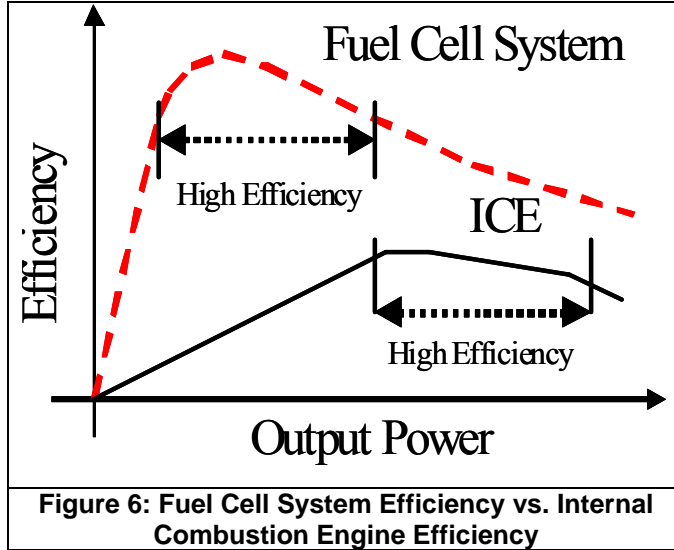 Fuel Cell System
High Efficiency
ICE
High Efficiency
Efficiency
Output Power
Figure 6: Fuel Cell System Efficiency vs. Internal
Combustion Engine Efficiency